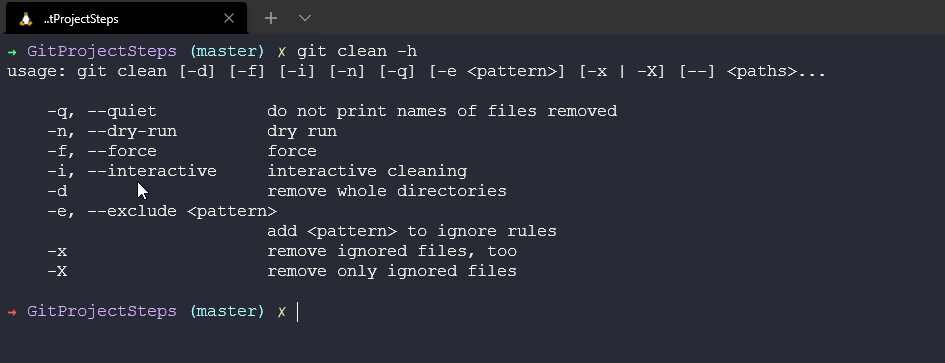 ..tProjectSteps
→ GitProjectSteps (master) ✗ git clean -h
usage: git clean [-d] [-f] [-i] [-n] [-q] [-e <pattern>] [-x | -X] [--] <paths>...
-q, --quiet do not print names of files removed
-n, --dry-run dry run
-f, --force force
-i, --interactive interactive cleaning
-d remove whole directories
-e, --exclude <pattern>
add <pattern> to ignore rules
-x remove ignored files, too
-X remove only ignored files
→ GitProjectSteps (master) ✗